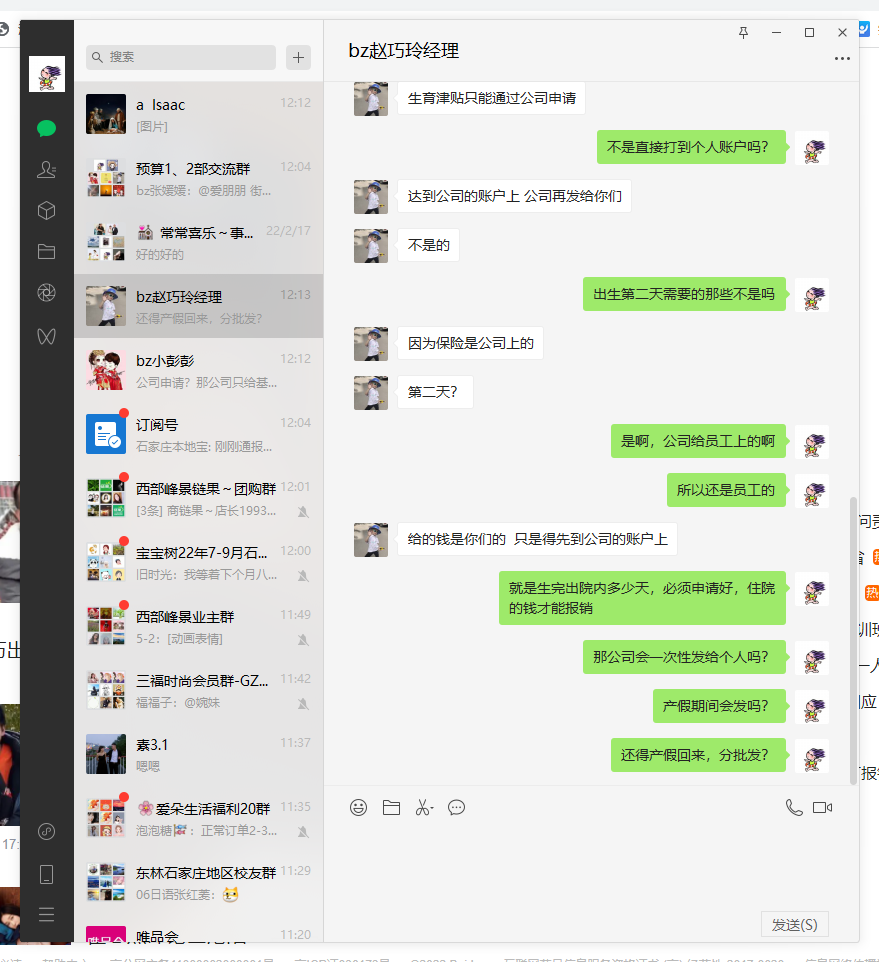 搜索
a Isaac
12:12
[图片]
预算1、2部交流群
12:04
bz张媛媛：@爱朋朋 街...
常常喜乐～事...
22/2/17
好的好的
bz赵巧玲经理
12:13
还得产假回来，分批发?
bz小彭彭
12:12
公司申请？那公司只给基...
订阅号
12:04
石家庄本地宝: 刚刚通报...
西部峰景链果～团购群
12:01
[3条] 商链果～店长1993...
宝宝树22年7-9月石...
12:00
旧时光：我等着下个月八...
西部峰景业主群
11:49
5-2：[动画表情]
三福时尚会员群-GZ...
11:42
福福子：@婉妹
素3.1
11:37
嗯嗯
爱朵生活福利20群
11:35
泡泡糖：正常订单2-3...
东林石家庄地区校友群
11:29
06日语张红菱：
唯品会
11:20
bz赵巧玲经理
生育津贴只能通过公司申请
不是直接打到个人账户吗？
达到公司的账户上 公司再发给你们
不是的
出生第二天需要的那些不是吗
因为保险是公司上的
第二天？
是啊，公司给员工上的啊
所以还是员工的
给的钱是你们的 只是得先到公司的账户上
就是生完出院内多少天，必须申请好，住院
的钱才能报销
那公司会一次性发给个人吗？
产假期间会发吗？
还得产假回来，分批发?
发送(S)